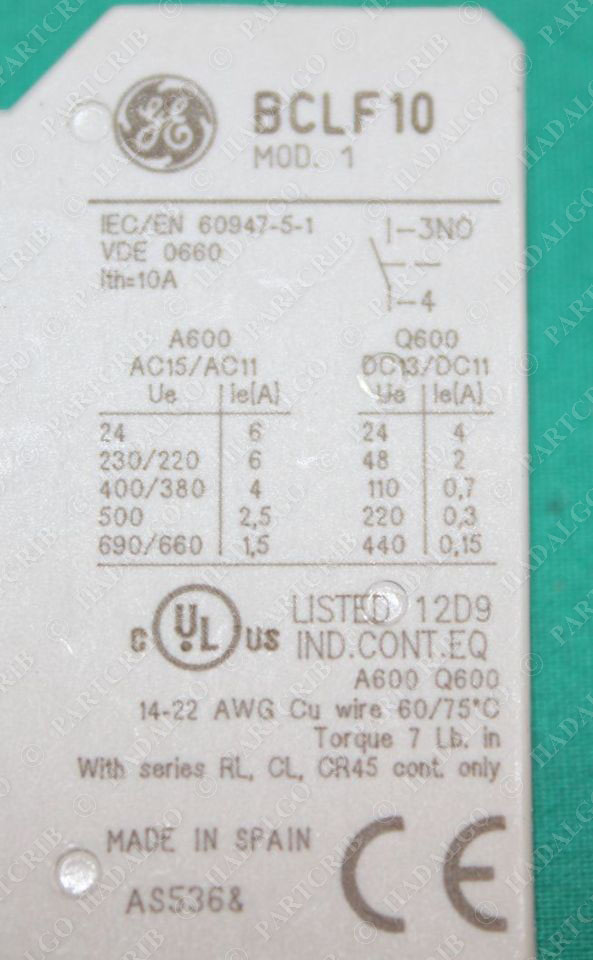 GE BCLF10
MOD. 1
IEC/EN 60947-5-1
VDE 0660
Ith=10A
3NO
4
A600
AC15/AC11
Ue Ie(A)
24 6
230/220 6
400/380 4
500 2,5
690/660 1,5
Q600
DC13/DC11
Ue Ie(A)
24 4
48 2
110 0,7
220 0,3
440 0,15
C UL US
LISTED 12D9
IND.CONT.EQ
A600 Q600
14-22 AWG Cu wire 60/75°C
Torque 7 Lb. in
With series RL, CL, CR45 cont. only
MADE IN SPAIN
AS536&
CE
© PARTCRIB
© HADALGO